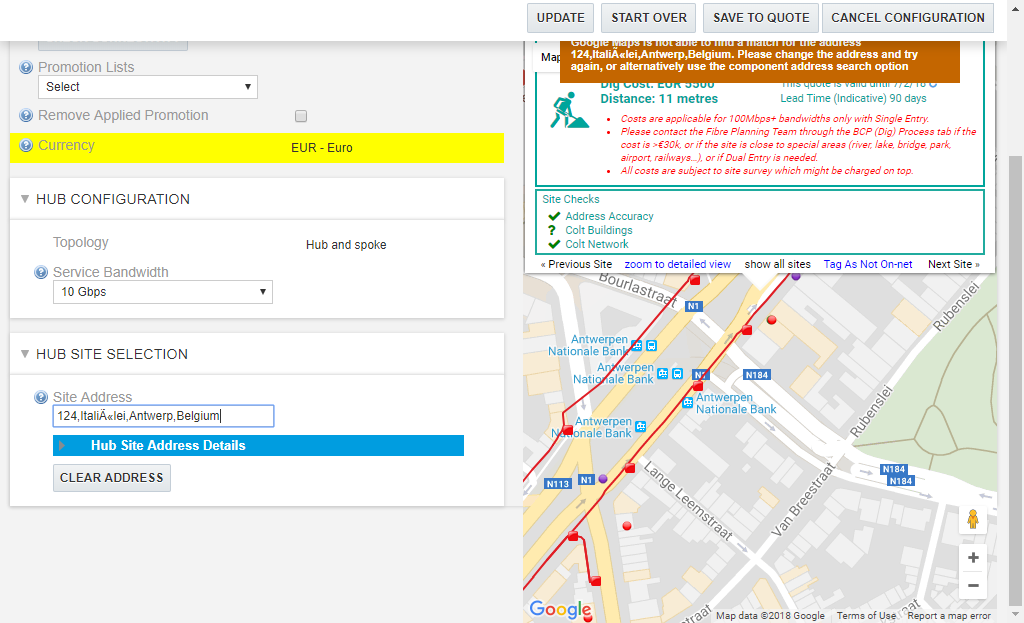 UPDATE
START OVER
SAVE TO QUOTE
CANCEL CONFIGURATION
Promotion Lists
Select
Remove Applied Promotion
Currency
EUR - Euro
HUB CONFIGURATION
Topology
Hub and spoke
Service Bandwidth
10 Gbps
HUB SITE SELECTION
Site Address
124,ItaliÃ«lei,Antwerp,Belgium
Hub Site Address Details
CLEAR ADDRESS
Map
Google Maps is not able to find a match for the address
124,ItaliÃ«lei,Antwerp,Belgium. Please change the address and try
again, or alternatively use the component address search option
Dig Cost: EUR 5500
Distance: 11 metres
This quote is valid until 7/2/18
Lead Time (Indicative) 90 days
Costs are applicable for 100Mbps+ bandwidths only with Single Entry.
Please contact the Fibre Planning Team through the BCP (Dig) Process tab if the
cost is >€30k, or if the site is close to special areas (river, lake, bridge, park,
airport, railways...), or if Dual Entry is needed.
All costs are subject to site survey which might be charged on top.
Site Checks
Address Accuracy
? Colt Buildings
Colt Network
« Previous Site
zoom to detailed view
show all sites
Tag As Not On-net
Next Site »
Bourlastraat
N1
Rubenslei
Antwerpen
Nationale Bank
Antwerpen
Nationale Bank
N1
N184
Antwerpen
Nationale Bank
Antwerpen
Nationale Bank
Rubenslei
N113
N1
Lange Leemstraat
Van Breestraat
N184
N184
+
−
Google
Map data ©2018 Google
Terms of Use
Report a map error